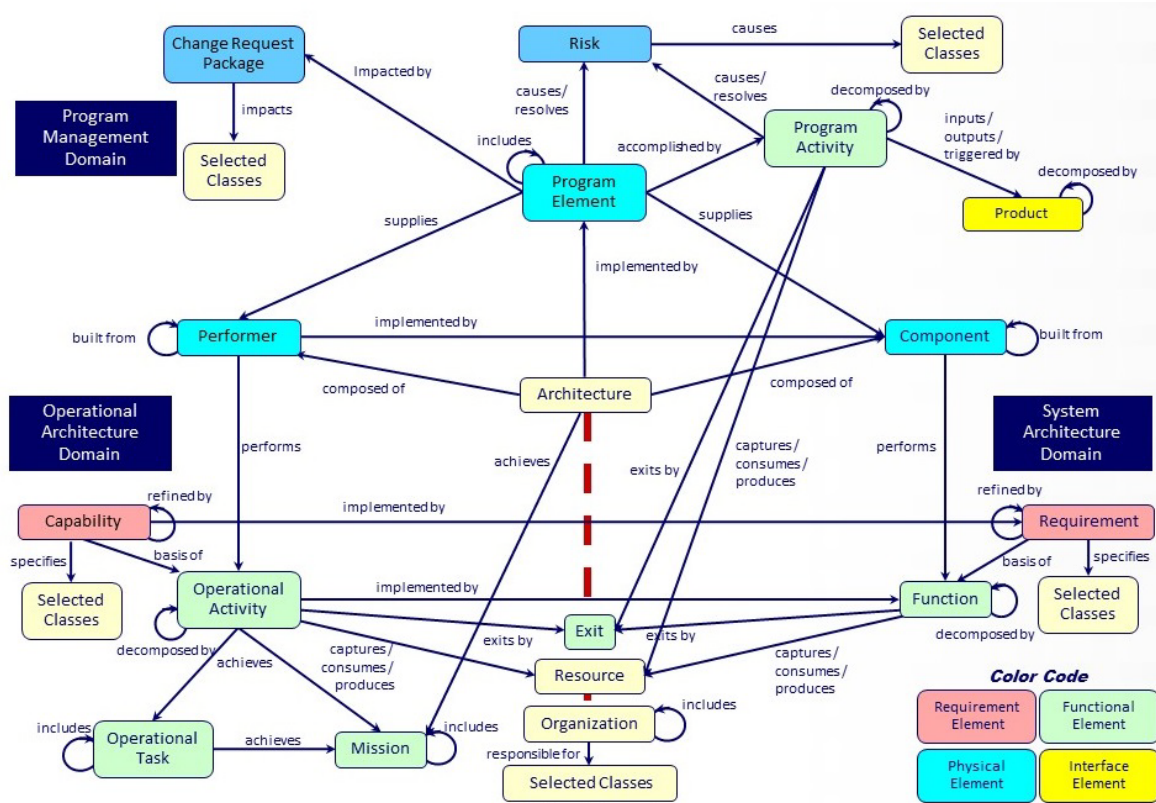 Change Request
Package
Risk
causes
Selected
Classes
Impacted by
causes/
resolves
causes/
resolves
decomposed by
Program
Management
Domain
impacts
includes
accomplished by
Program
Activity
inputs/
outputs/
triggered by
Selected
Classes
Program
Element
decomposed by
Product
supplies
supplies
implemented by
built from
Performer
implemented by
Component
built from
composed of
Architecture
composed of
Operational
Architecture
Domain
System
Architecture
Domain
performs
achieves
exits by
captures/
consumes/
produces
performs
refined by
refined by
Capability
implemented by
Requirement
specifies
basis of
basis of
specifies
Selected
Classes
Operational
Activity
implemented by
Function
Selected
Classes
Exit
decomposed by
exits by
exits by
decomposed by
achieves
captures/
consumes/
produces
Resource
captures/
consumes/
produces
includes
Operational
Task
achieves
Mission
includes
Organization
includes
responsible for
Selected Classes
Color Code
Requirement
Element
Functional
Element
Physical
Element
Interface
Element